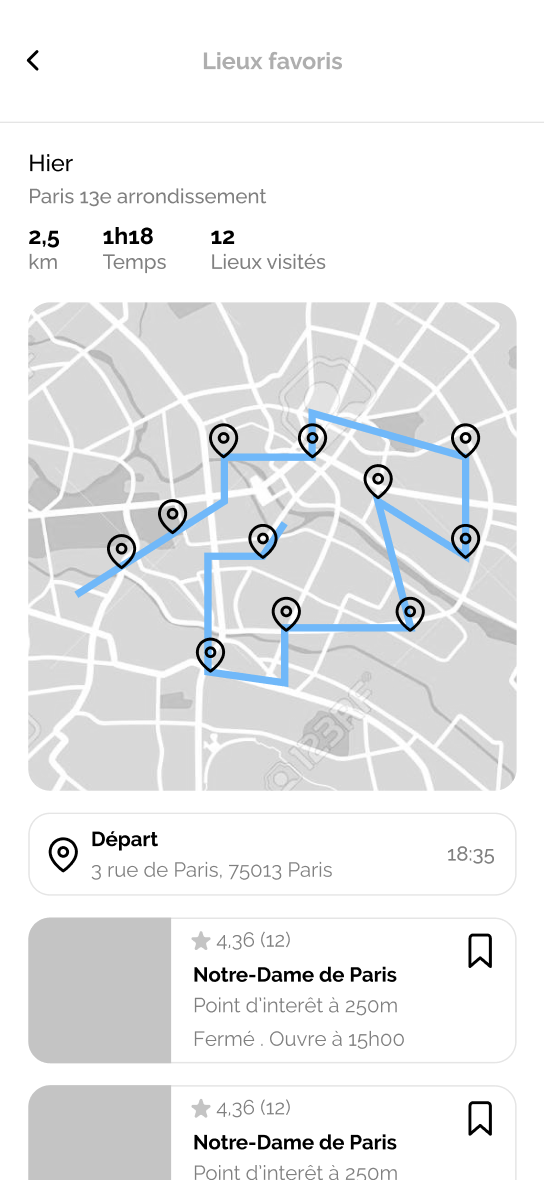 Lieux favoris
Hier
Paris 13e arrondissement
2,5 1h18 12
km Temps Lieux visités
123RF
Départ
3 rue de Paris, 75013 Paris
18:35
4,36 (12)
Notre-Dame de Paris
Point d'interêt à 250m
Fermé . Ouvre à 15h00
4,36 (12)
Notre-Dame de Paris
Point d'interêt à 250m